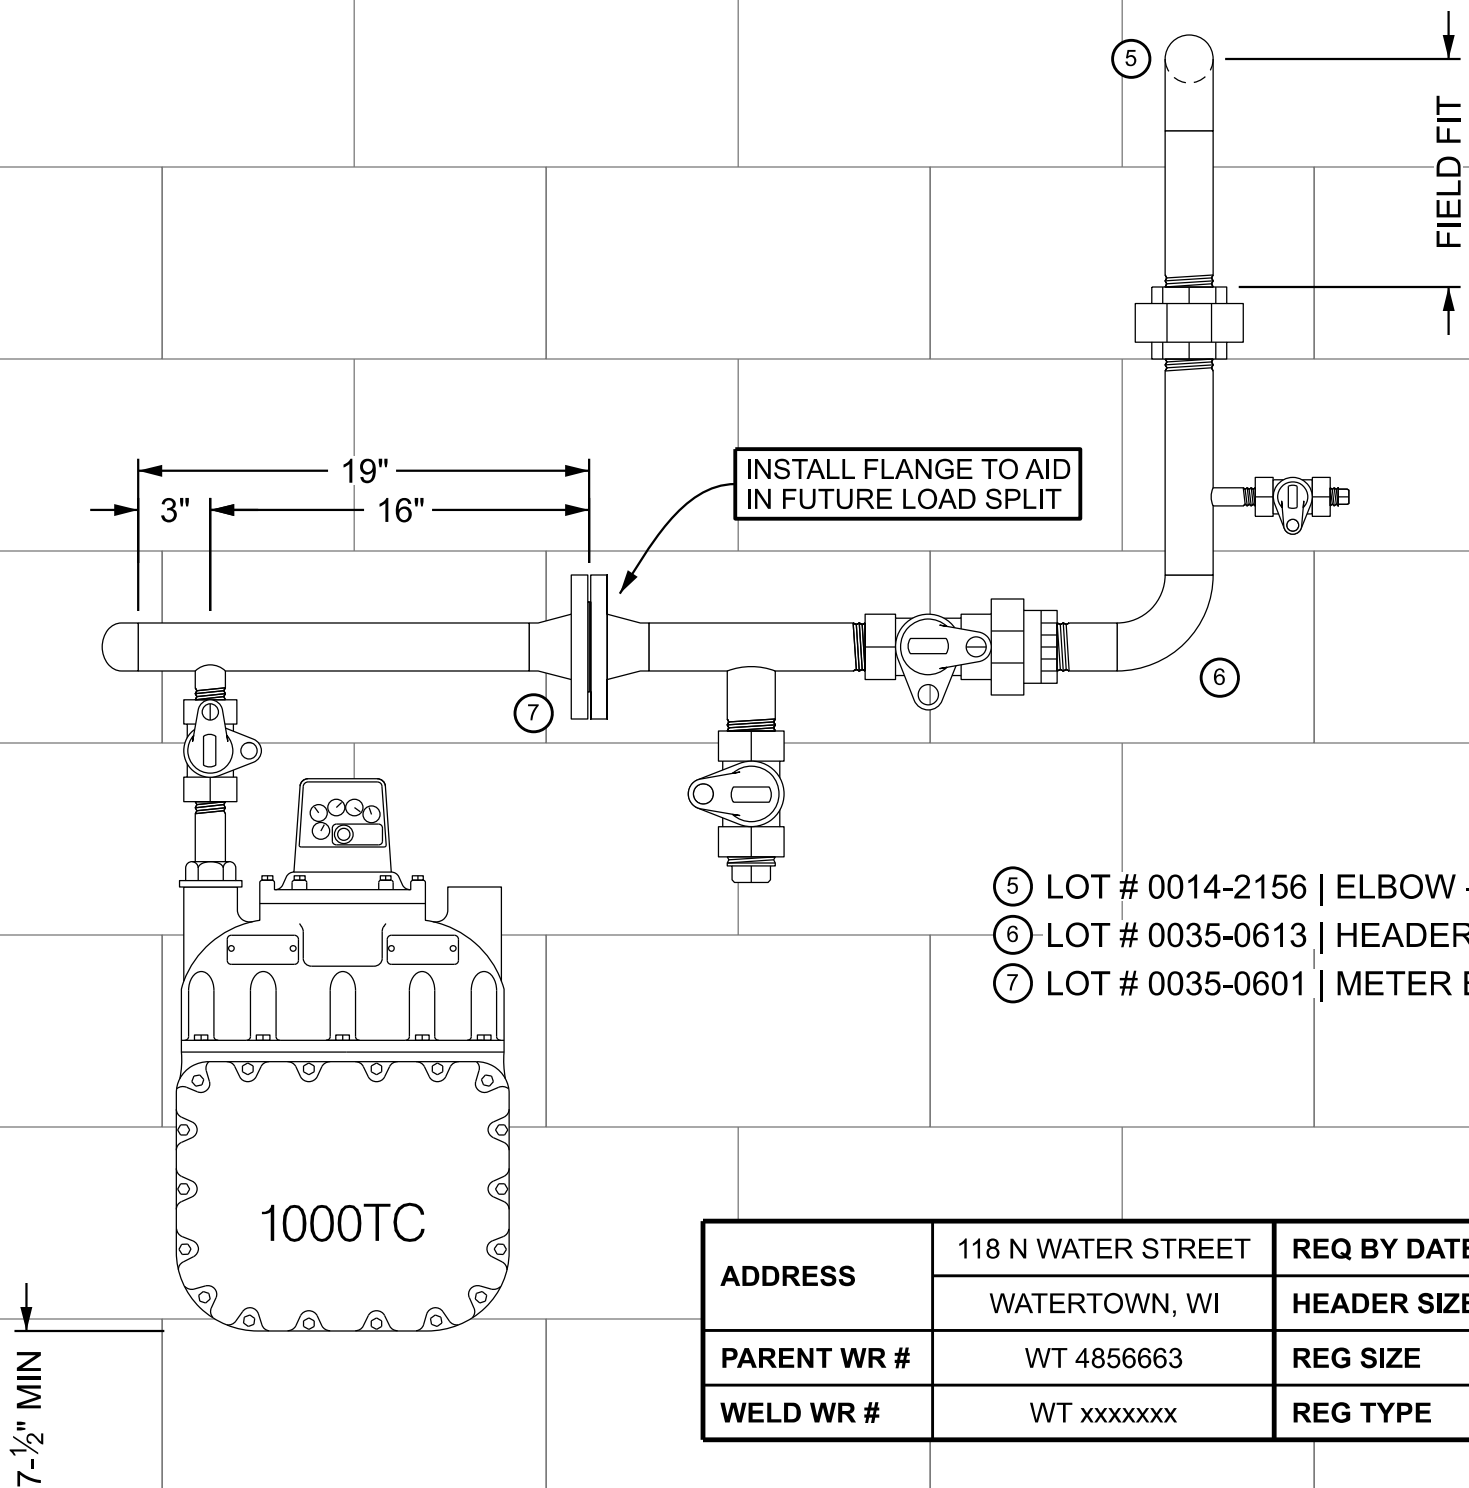 5
FIELD FIT
19"
3"
16"
INSTALL FLANGE TO AID
IN FUTURE LOAD SPLIT
6
7
5 LOT # 0014-2156 | ELBOW -
6 LOT # 0035-0613 | HEADER
7 LOT # 0035-0601 | METER
1000TC
7-½" MIN
ADDRESS 118 N WATER STREET REQ BY DATE
WATERTOWN, WI HEADER SIZE
PARENT WR # WT 4856663 REG SIZE
WELD WR # WT xxxxxxx REG TYPE